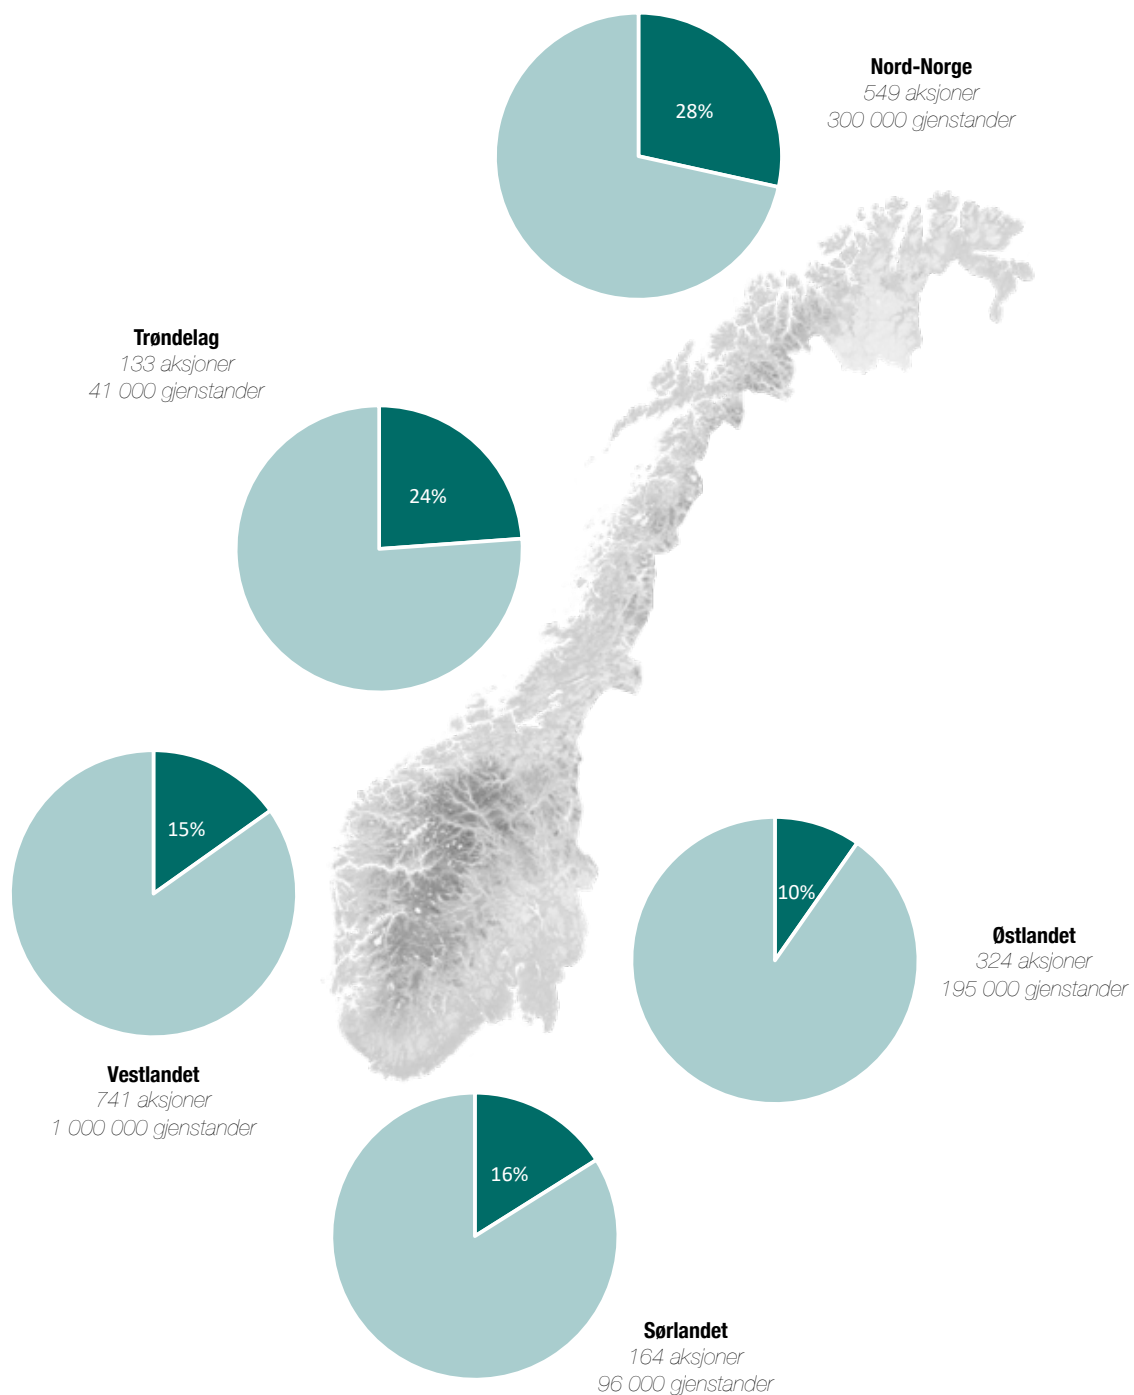 28%
Nord-Norge
549 aksjoner
300 000 gjenstander
Trøndelag
133 aksjoner
41 000 gjenstander
24%
15%
Vestlandet
741 aksjoner
1 000 000 gjenstander
10%
Østlandet
324 aksjoner
195 000 gjenstander
16%
Sørlandet
164 aksjoner
96 000 gjenstander